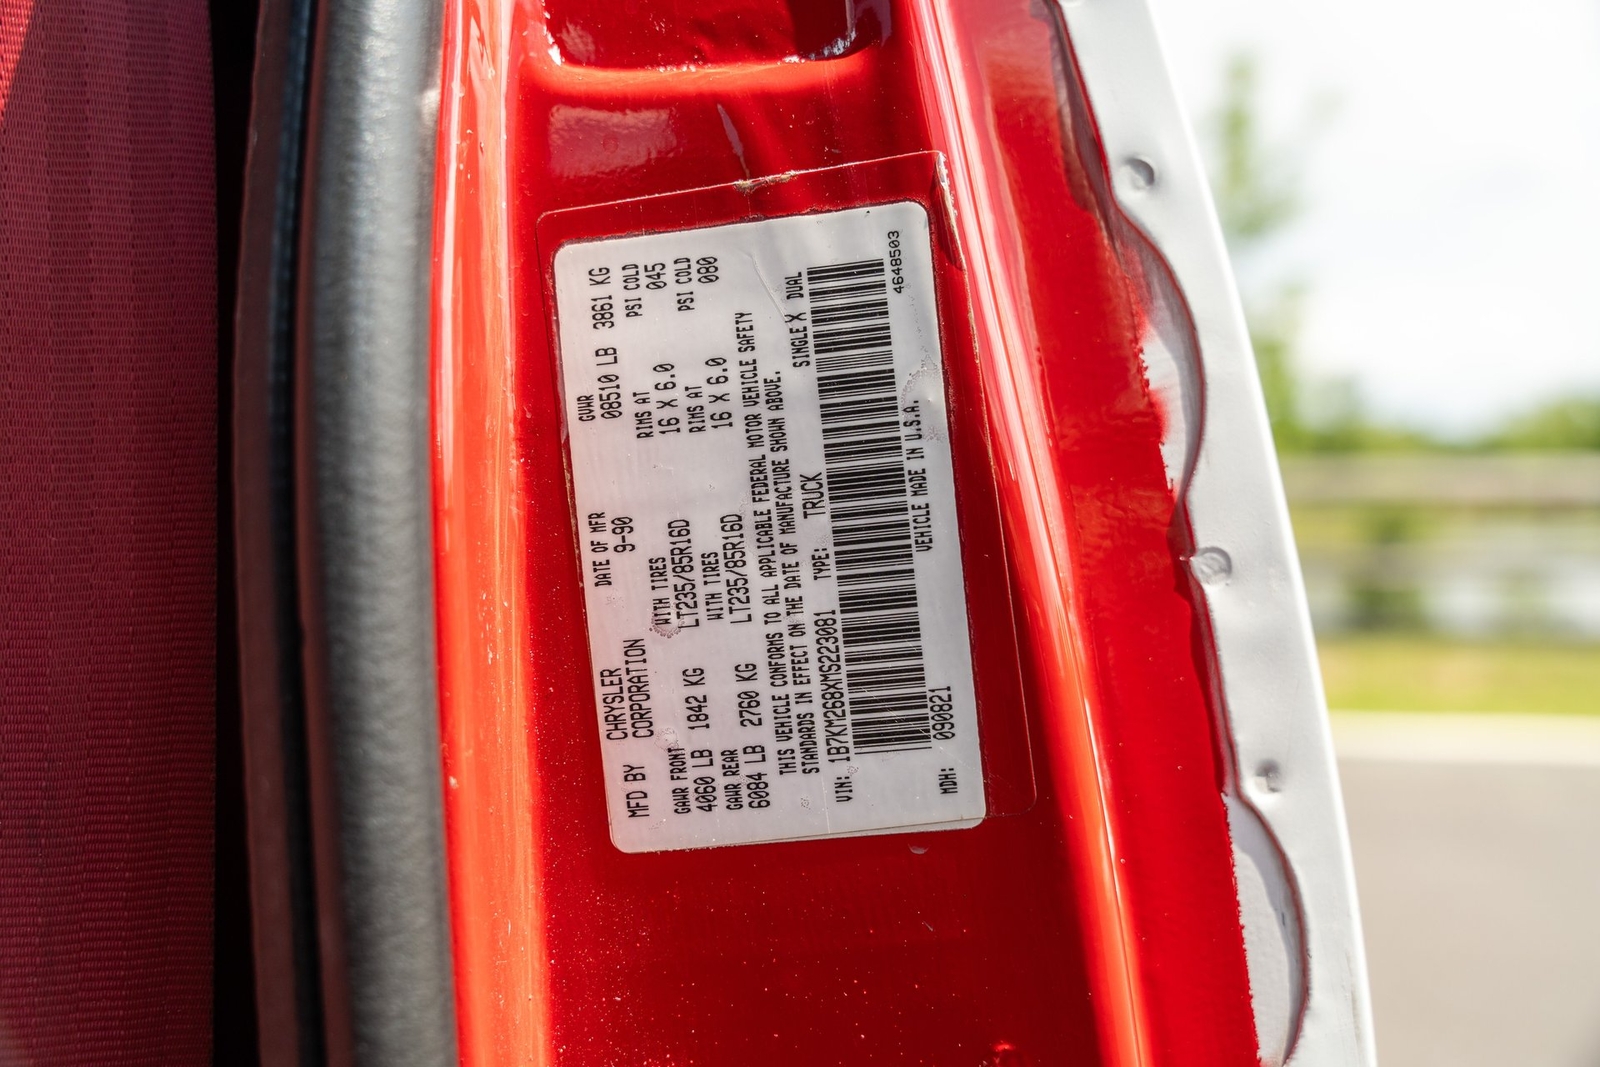 MFD BY CHRYSLER CORPORATION DATE OF MFR 9-90 GVWR 08510 LB 3861 KG
GAWR FRONT WITH TIRES RIMS AT PSI COLD
4060 LB 1842 KG LT235/85R16D 16 X 6.0 045
GAWR REAR WITH TIRES RIMS AT PSI COLD
6084 LB 2760 KG LT235/85R16D 16 X 6.0 080
THIS VEHICLE CONFORMS TO ALL APPLICABLE FEDERAL MOTOR VEHICLE SAFETY
STANDARDS IN EFFECT ON THE DATE OF MANUFACTURE SHOWN ABOVE.
VIN: 1B7KM268XMS223081 TYPE: TRUCK SINGLE X DUAL
MDH: 090821 VEHICLE MADE IN U.S.A. 4648503